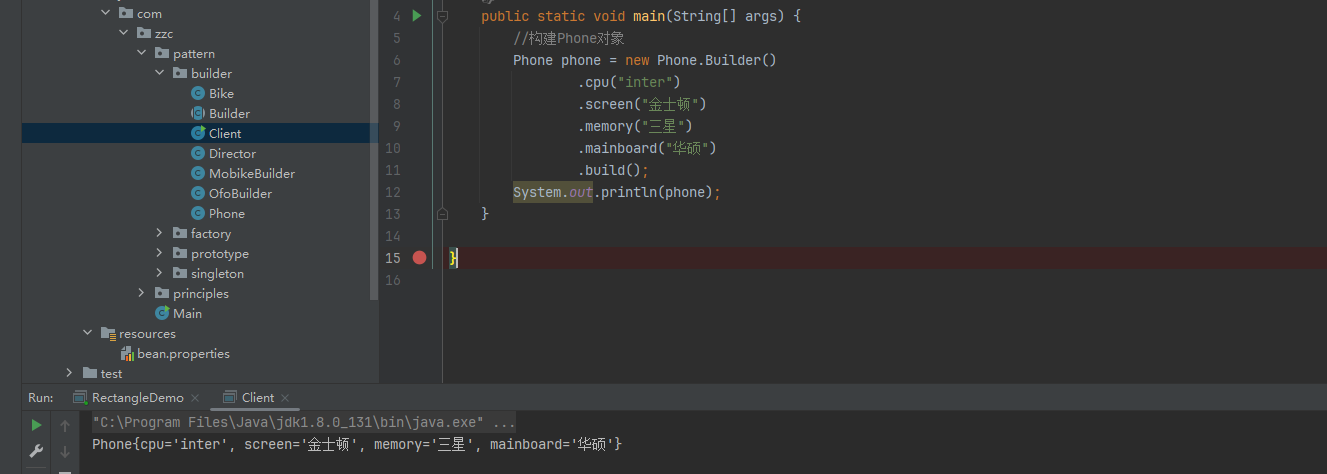 com
zzc
pattern
builder
Bike
Builder
Client
Director
MobikeBuilder
OfoBuilder
Phone
factory
prototype
singleton
principles
Main
resources
bean.properties
test
4 public static void main(String[] args) {
5 //构建Phone对象
6 Phone phone = new Phone.Builder()
7 .cpu("inter")
8 .screen("金士顿")
9 .memory("三星")
10 .mainboard("华硕")
11 .build();
12 System.out.println(phone);
13 }
14
15 }
16
Run: RectangleDemo × Client ×
"C:\Program Files\Java\jdk1.8.0_131\bin\java.exe" ...
Phone{cpu='inter', screen='金士顿', memory='三星', mainboard='华硕'}